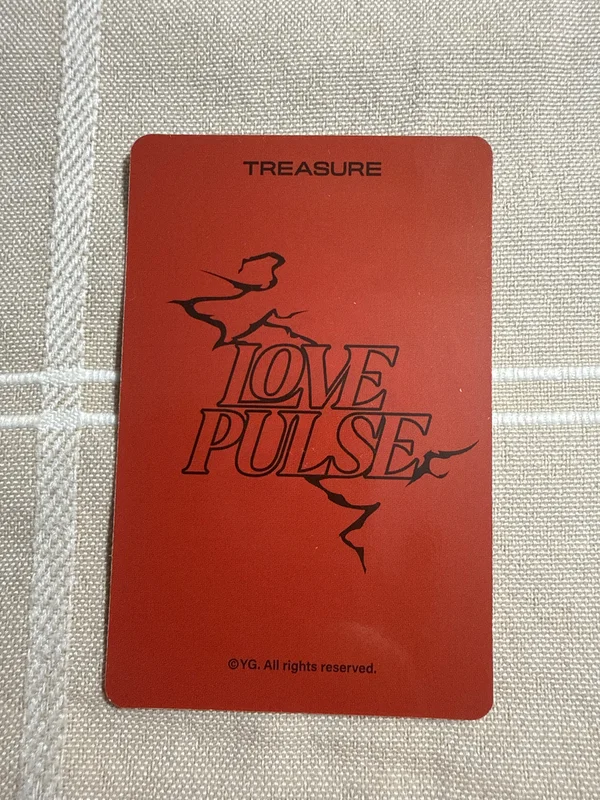 TREASURE
LOVE
PULSE
©YG. All rights reserved.